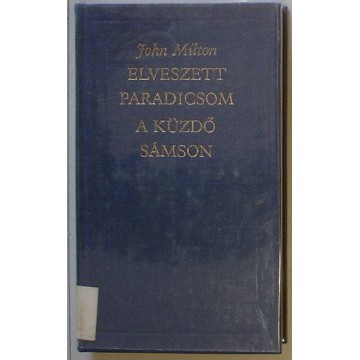 John Milton
ELVESZETT
PARADICSOM
A KÜZDŐ
SÁMSON